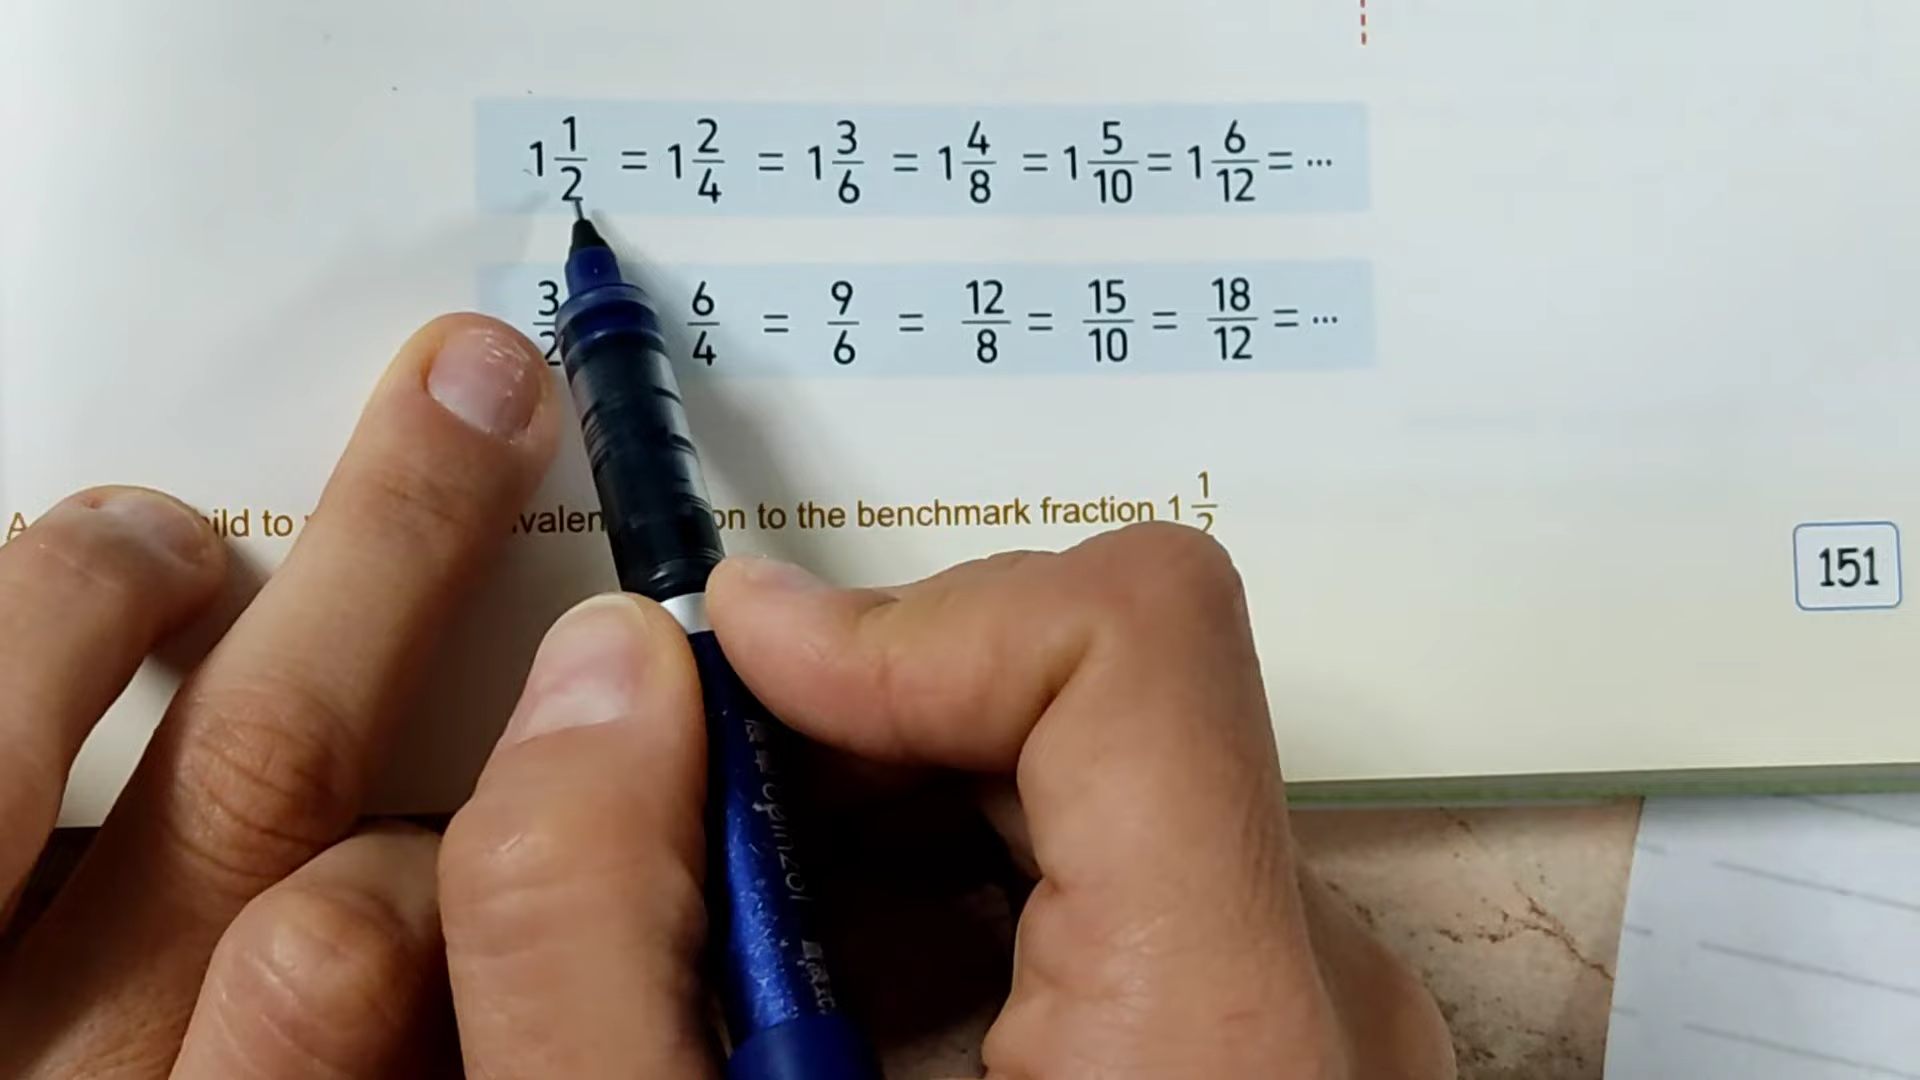 1 1/2 = 1 2/4 = 1 3/6 = 1 4/8 = 1 5/10 = 1 6/12 = ...
3/2 6/4 = 9/6 = 12/8 = 15/10 = 18/12 = ...
A ild to valen on to the benchmark fraction 1 1/2
151